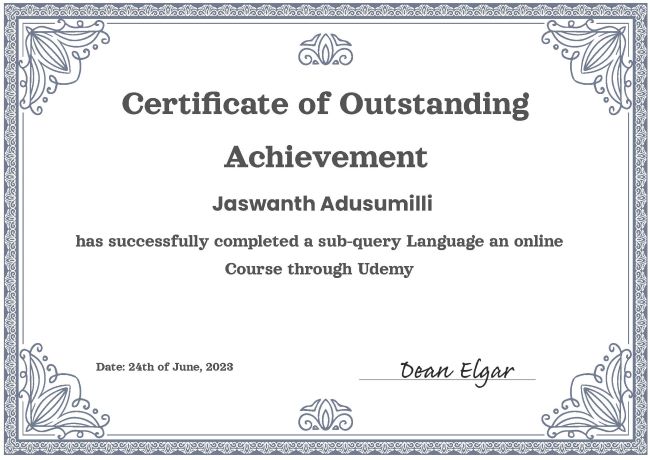 Certificate of Outstanding
Achievement
Jaswanth Adusumilli
has successfully completed a sub-query Language an online
Course through Udemy
Date: 24th of June, 2023
Dean Elgar